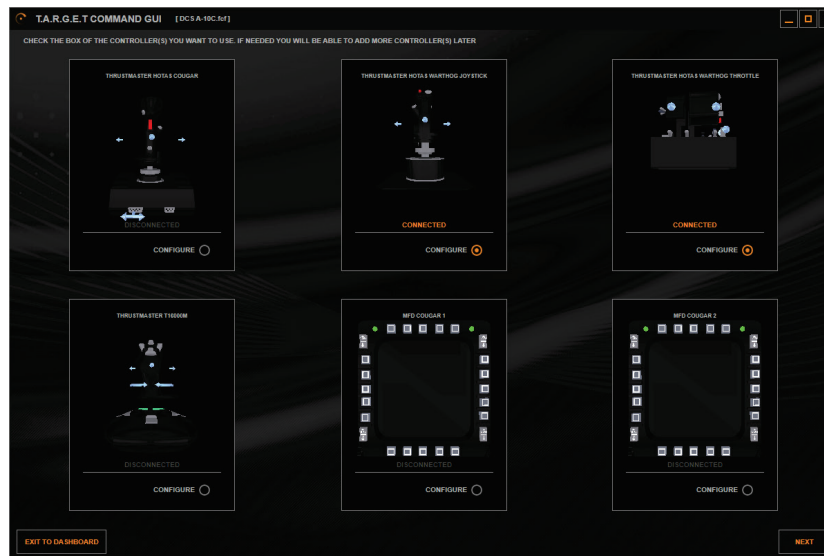 T.A.R.G.E.T COMMAND GUI [ DCS A-10C.fcf ]
CHECK THE BOX OF THE CONTROLLER(S) YOU WANT TO USE. IF NEEDED YOU WILL BE ABLE TO ADD MORE CONTROLLER(S) LATER
THRUSTMASTER HOTAS COUGAR
DISCONNECTED
CONFIGURE
THRUSTMASTER HOTAS WARTHOG JOYSTICK
CONNECTED
CONFIGURE
THRUSTMASTER HOTAS WARTHOG THROTTLE
CONNECTED
CONFIGURE
THRUSTMASTER T16000M
DISCONNECTED
CONFIGURE
MFD COUGAR 1
DISCONNECTED
CONFIGURE
MFD COUGAR 2
DISCONNECTED
CONFIGURE
EXIT TO DASHBOARD
NEXT